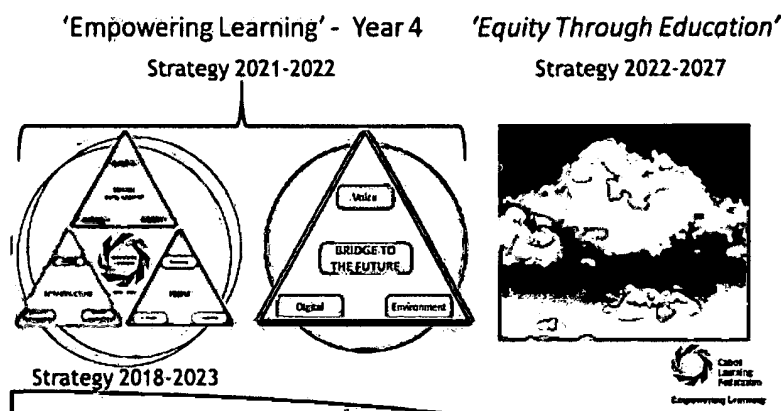 'Empowering Learning' - Year 4
'Equity Through Education'
Strategy 2021-2022
Strategy 2022-2027
Voice
BRIDGE TO
THE FUTURE
Digital
Environment
Strategy 2018-2023
Cabot
Learning
Federation
Empowering Learning